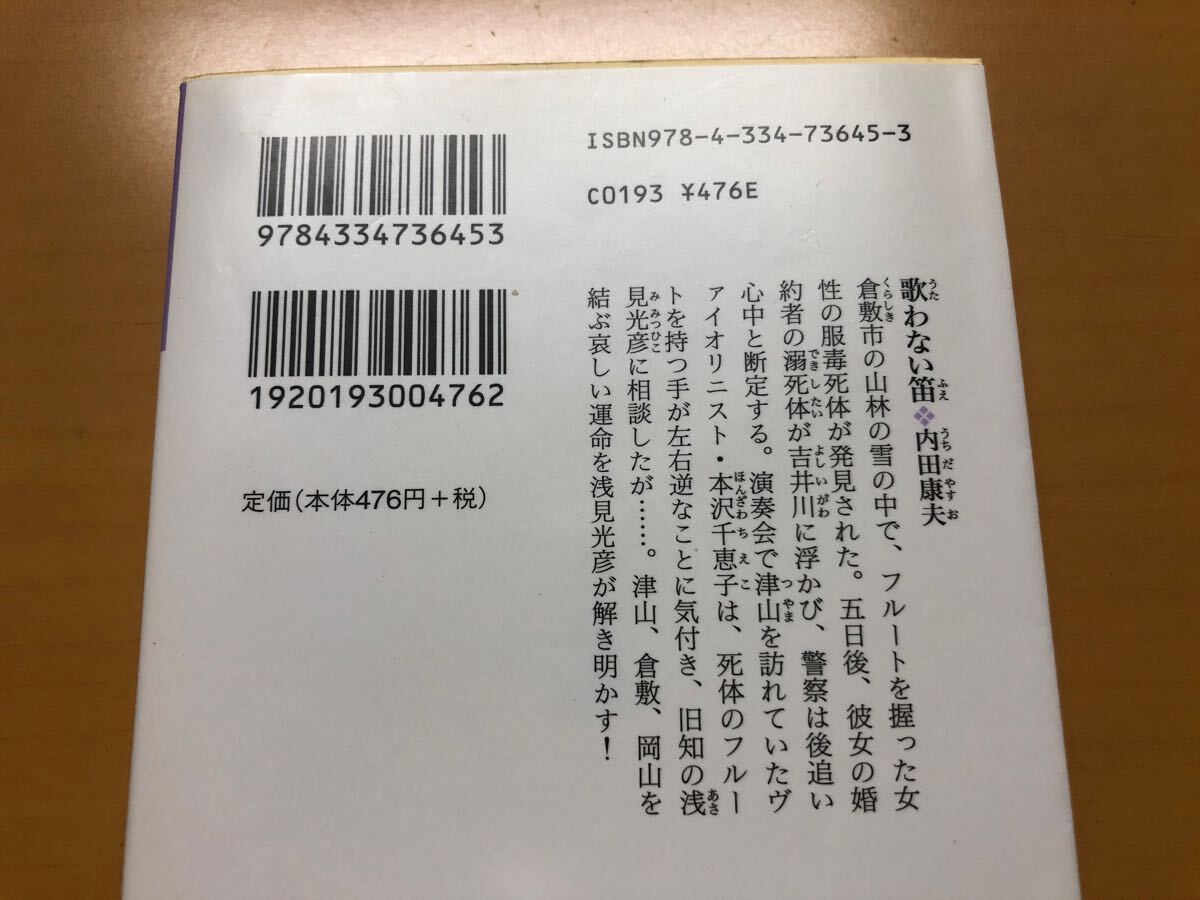 ISBN978-4-334-73645-3
C0193 ¥476E
9784334736453
1920193004762
定価(本体476円+税)
歌わない笛❖内田康夫
倉敷市の山林の雪の中で、フルートを握った女
性の服毒死体が発見された。五日後、彼女の婚
約者の溺死体が吉井川に浮かび、警察は後追い
心中と断定する。演奏会で津山を訪れていたヴ
ァイオリニスト・本沢千恵子は、死体のフルー
トを持つ手が左右逆なことに気付き、旧知の浅
見光彦に相談したが……。津山、倉敷、岡山を
結ぶ哀しい運命を浅見光彦が解き明かす!